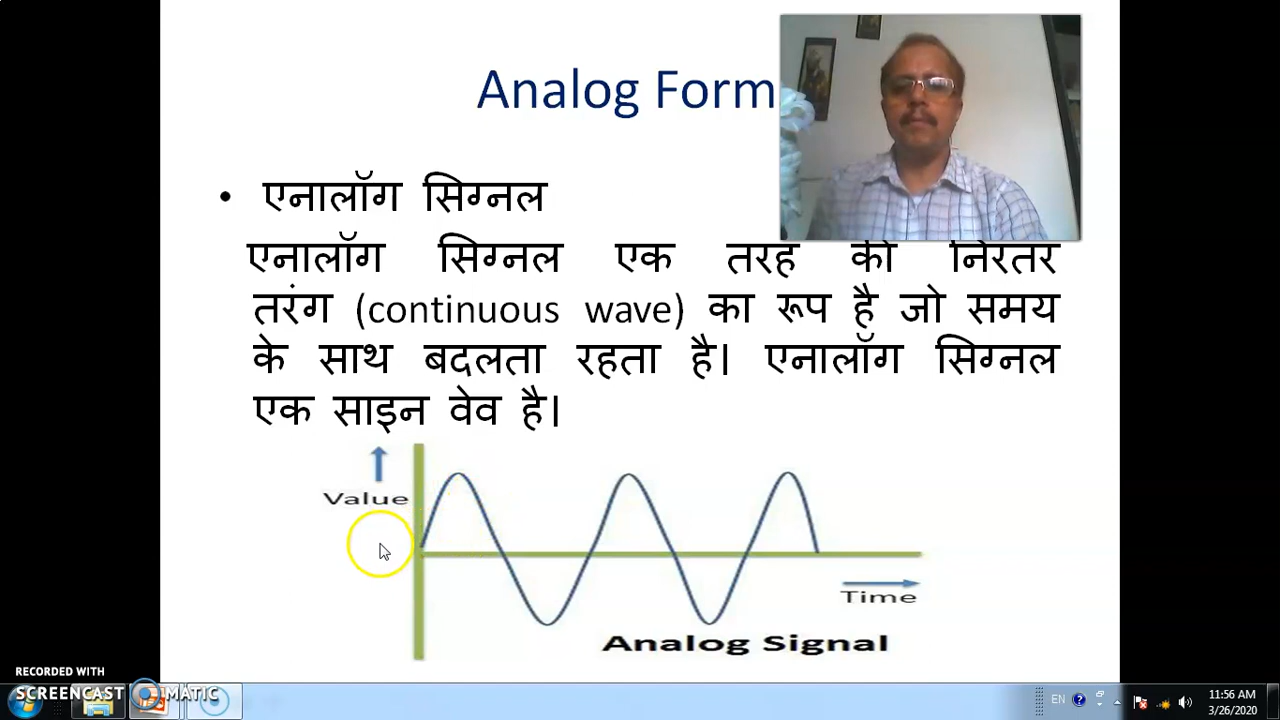 Analog Form
• एनालॉग सिग्नल
एनालॉग सिग्नल एक तरह की निरंतर
तरंग (continuous wave) का रूप है जो समय
के साथ बदलता रहता है। एनालॉग सिग्नल
एक साइन वेव है।
Value
Time
Analog Signal
RECORDED WITH
SCREENCAST MATIC
EN
11:56 AM
3/26/2020